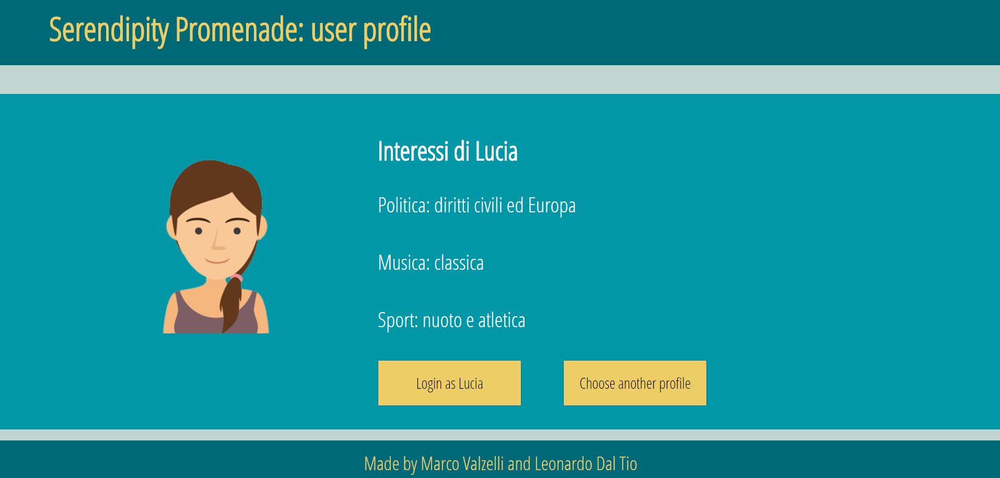 Serendipity Promenade: user profile
Interessi di Lucia
Politica: diritti civili ed Europa
Musica: classica
Sport: nuoto e atletica
Login as Lucia
Choose another profile
Made by Marco Valzelli and Leonardo Dal Tio